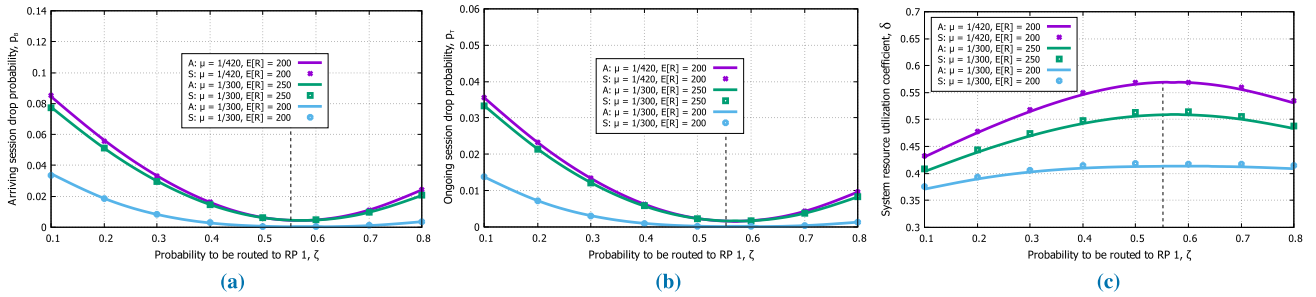 Arriving session drop probability, pₐ
0.14
0.12
0.1
0.08
0.06
0.04
0.02
0
0.1 0.2 0.3 0.4 0.5 0.6 0.7 0.8
A: μ = 1/420, E[R] = 200
S: μ = 1/420, E[R] = 200
A: μ = 1/300, E[R] = 250
S: μ = 1/300, E[R] = 250
A: μ = 1/300, E[R] = 200
S: μ = 1/300, E[R] = 200
Probability to be routed to RP 1, ζ
(a)
Ongoing session drop probability, pₜ
0.06
0.05
0.04
0.03
0.02
0.01
0
0.1 0.2 0.3 0.4 0.5 0.6 0.7 0.8
A: μ = 1/420, E[R] = 200
S: μ = 1/420, E[R] = 200
A: μ = 1/300, E[R] = 250
S: μ = 1/300, E[R] = 250
A: μ = 1/300, E[R] = 200
S: μ = 1/300, E[R] = 200
Probability to be routed to RP 1, ζ
(b)
System resource utilization coefficient, δ
0.7
0.65
0.6
0.55
0.5
0.45
0.4
0.35
0.3
0.1 0.2 0.3 0.4 0.5 0.6 0.7 0.8
A: μ = 1/420, E[R] = 200
S: μ = 1/420, E[R] = 200
A: μ = 1/300, E[R] = 250
S: μ = 1/300, E[R] = 250
A: μ = 1/300, E[R] = 200
S: μ = 1/300, E[R] = 200
Probability to be routed to RP 1, ζ
(c)